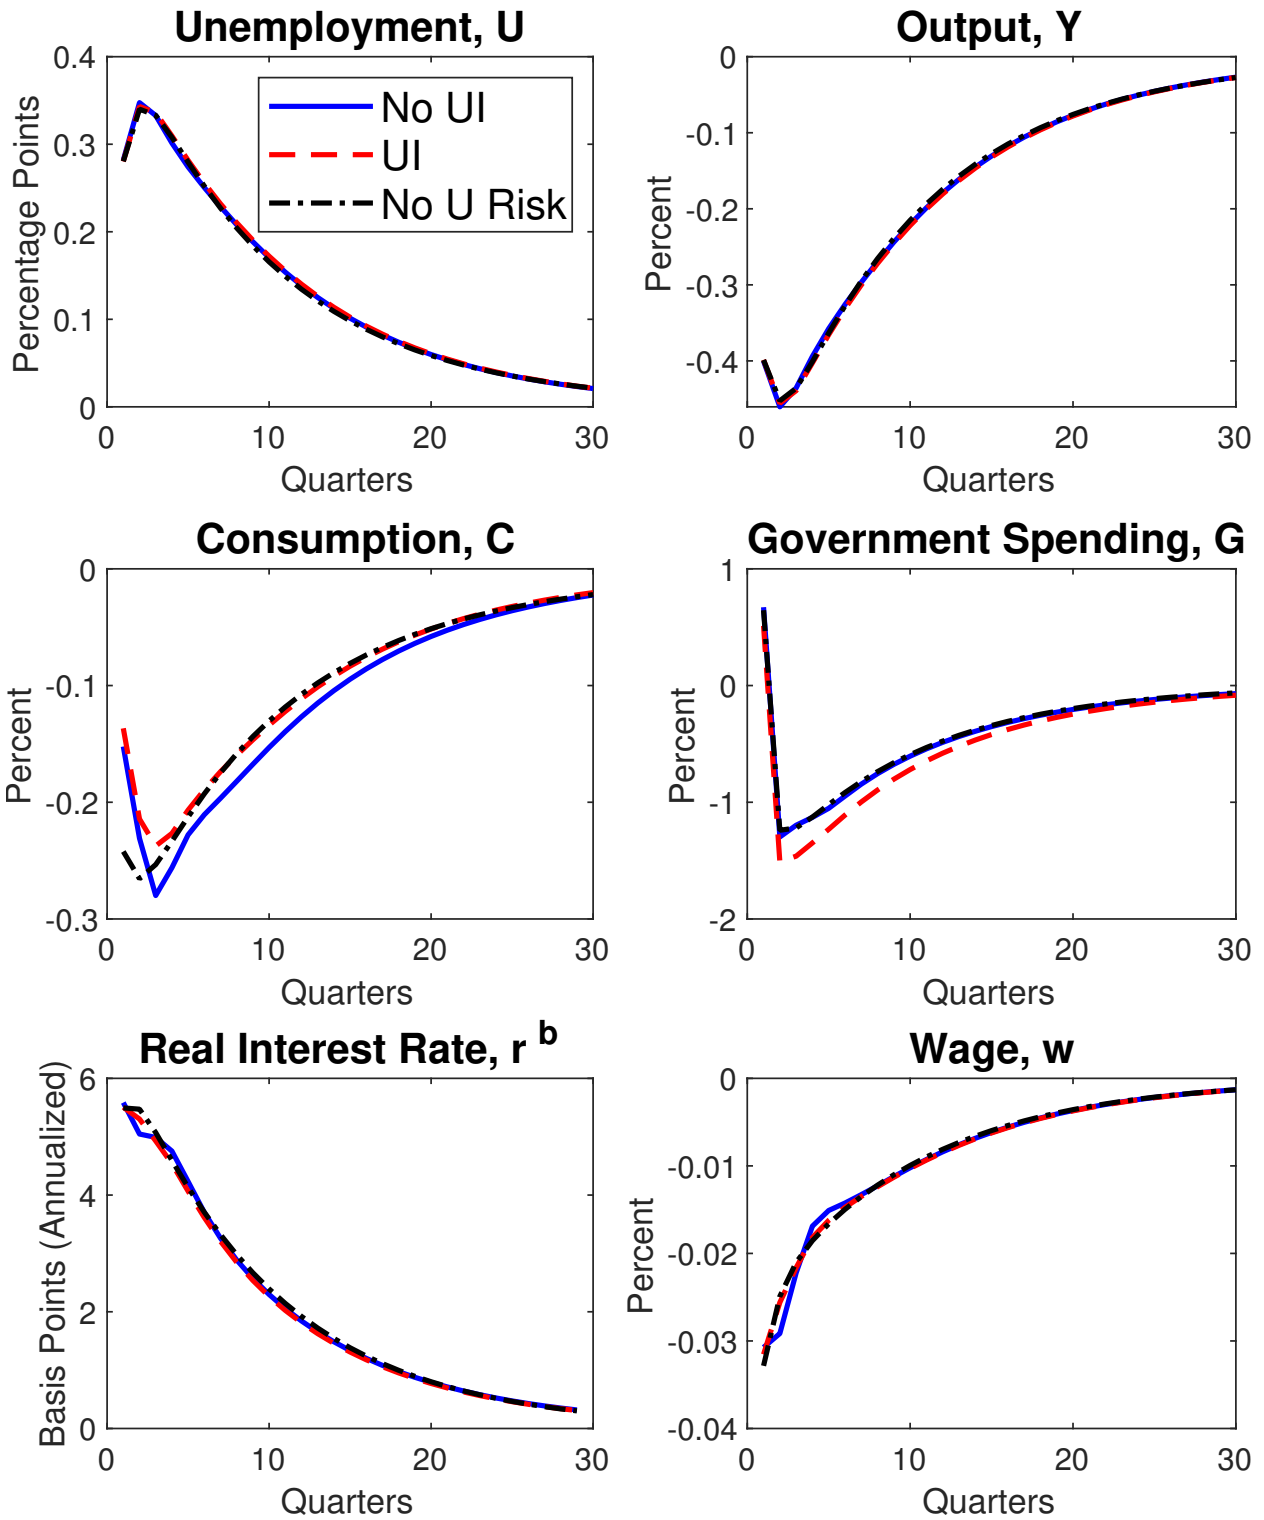 Unemployment, U
Percentage Points
0.4
0.3
0.2
0.1
0
0 10 20 30
Quarters
No UI
UI
No U Risk
Output, Y
Percent
0
-0.1
-0.2
-0.3
-0.4
0 10 20 30
Quarters
Consumption, C
Percent
0
-0.1
-0.2
-0.3
0 10 20 30
Quarters
Government Spending, G
Percent
1
0
-1
-2
0 10 20 30
Quarters
Real Interest Rate, r b
Basis Points (Annualized)
6
4
2
0
0 10 20 30
Quarters
Wage, w
Percent
0
-0.01
-0.02
-0.03
-0.04
0 10 20 30
Quarters